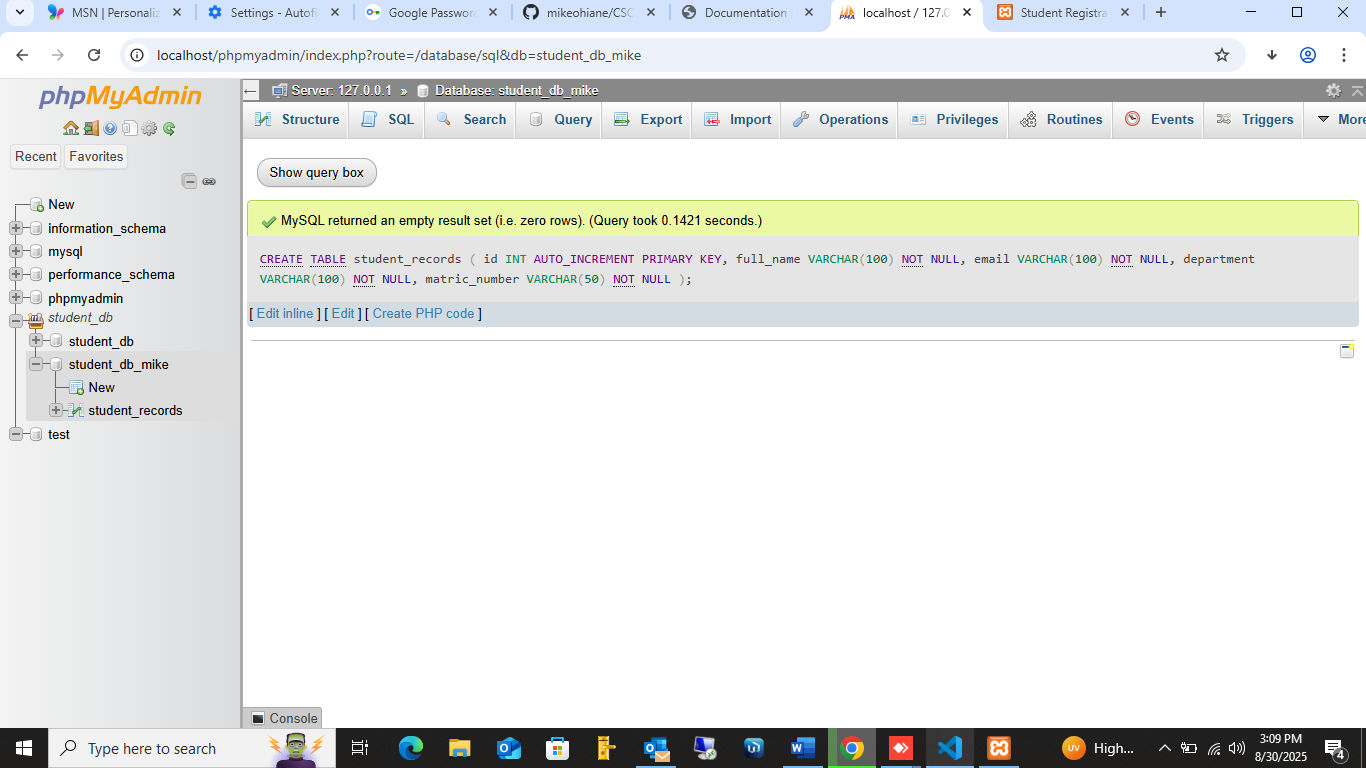 MSN | Personaliz
Settings - Autofi
Google Passwor
mikeohiane/CSC
Documentation
localhost / 127.0
Student Registra
localhost/phpmyadmin/index.php?route=/database/sql&db=student_db_mike
phpMyAdmin
Recent
Favorites
New
information_schema
mysql
performance_schema
phpmyadmin
student_db
student_db
student_db_mike
New
student_records
test
Server: 127.0.0.1 » Database: student_db_mike
Structure
SQL
Search
Query
Export
Import
Operations
Privileges
Routines
Events
Triggers
More
Show query box
MySQL returned an empty result set (i.e. zero rows). (Query took 0.1421 seconds.)
CREATE TABLE student_records ( id INT AUTO_INCREMENT PRIMARY KEY, full_name VARCHAR(100) NOT NULL, email VARCHAR(100) NOT NULL, department
VARCHAR(100) NOT NULL, matric_number VARCHAR(50) NOT NULL );
[ Edit inline ] [ Edit ] [ Create PHP code ]
Console
Type here to search
UV
High...
3:09 PM
8/30/2025
4